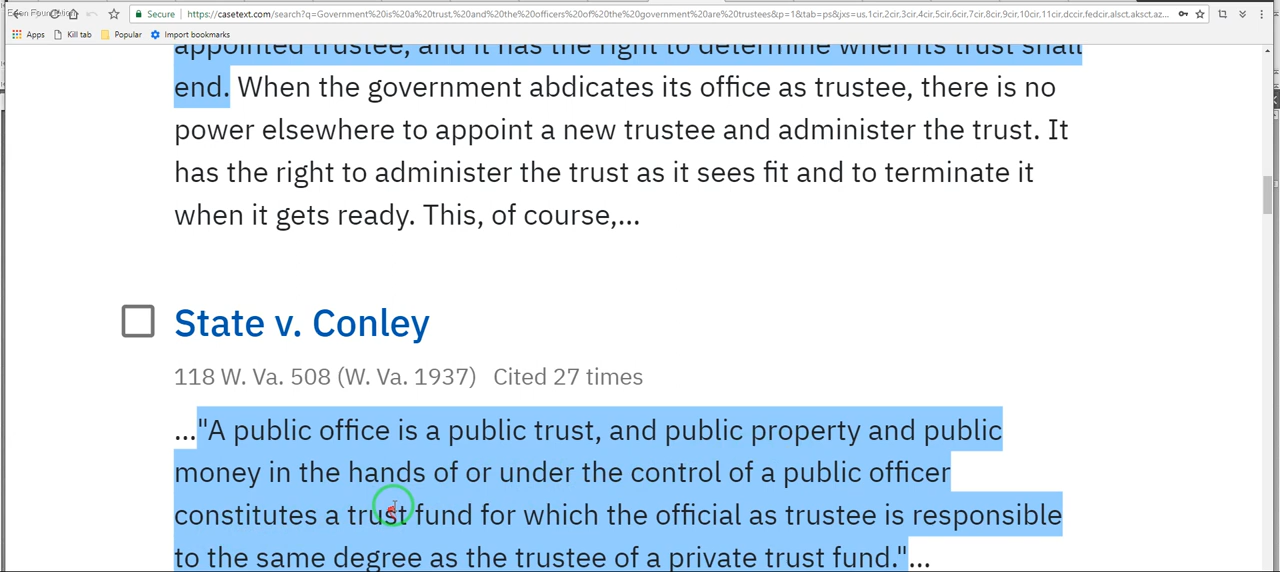 Secure
https://casetext.com/search?q=Government%20is%20a%20trust,%20and%20the%20officers%20of%20the%20government%20are%20trustees&p=1&tab=ps&jxs=us,1cir,2cir,3cir,4cir,5cir,6cir,7cir,8cir,9cir,10cir,11cir,dccir,fedcir,alsct,aksct,az...
Apps Kill tab Popular Import bookmarks
appointed trustee, and it has the right to determine when its trust shall
end. When the government abdicates its office as trustee, there is no
power elsewhere to appoint a new trustee and administer the trust. It
has the right to administer the trust as it sees fit and to terminate it
when it gets ready. This, of course,...
State v. Conley
118 W. Va. 508 (W. Va. 1937) Cited 27 times
..."A public office is a public trust, and public property and public
money in the hands of or under the control of a public officer
constitutes a trust fund for which the official as trustee is responsible
to the same degree as the trustee of a private trust fund."...